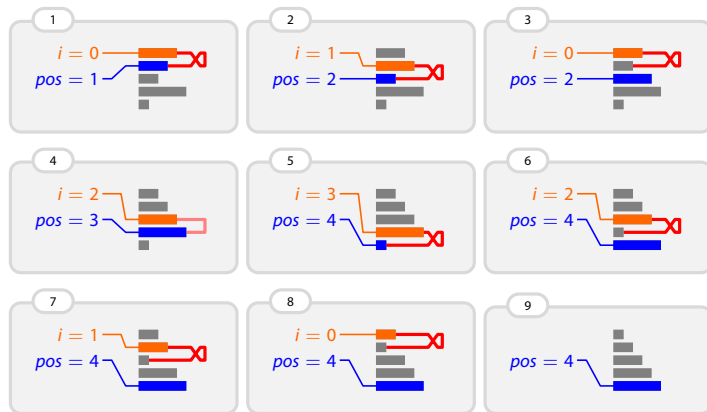 1
i = 0
pos = 1
2
i = 1
pos = 2
3
i = 0
pos = 2
4
i = 2
pos = 3
5
i = 3
pos = 4
6
i = 2
pos = 4
7
i = 1
pos = 4
8
i = 0
pos = 4
9
pos = 4